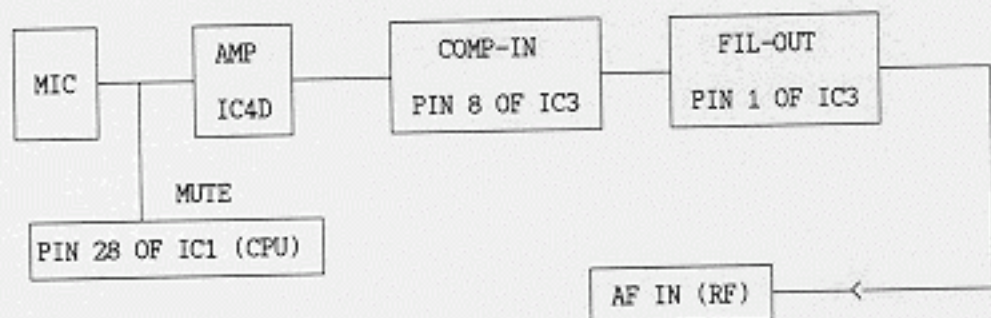 MIC
AMP
IC4D
COMP-IN
PIN 8 OF IC3
FIL-OUT
PIN 1 OF IC3
MUTE
PIN 28 OF IC1 (CPU)
AF IN (RF)